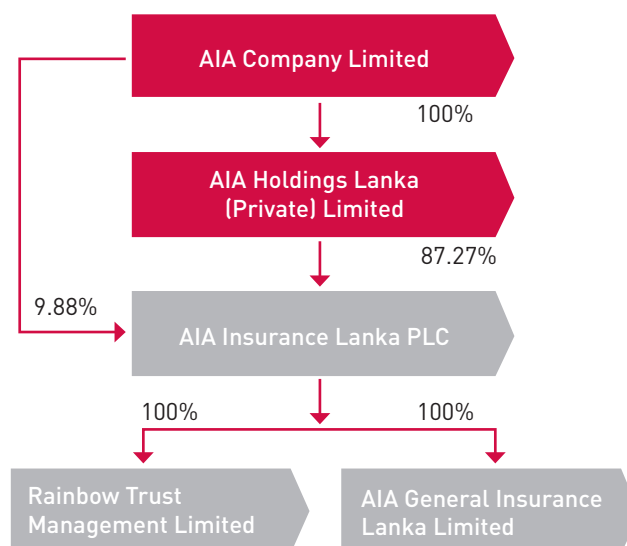 AIA Company Limited
100%
AIA Holdings Lanka
(Private) Limited
87.27%
9.88%
AIA Insurance Lanka PLC
100%
100%
Rainbow Trust
Management Limited
AIA General Insurance
Lanka Limited